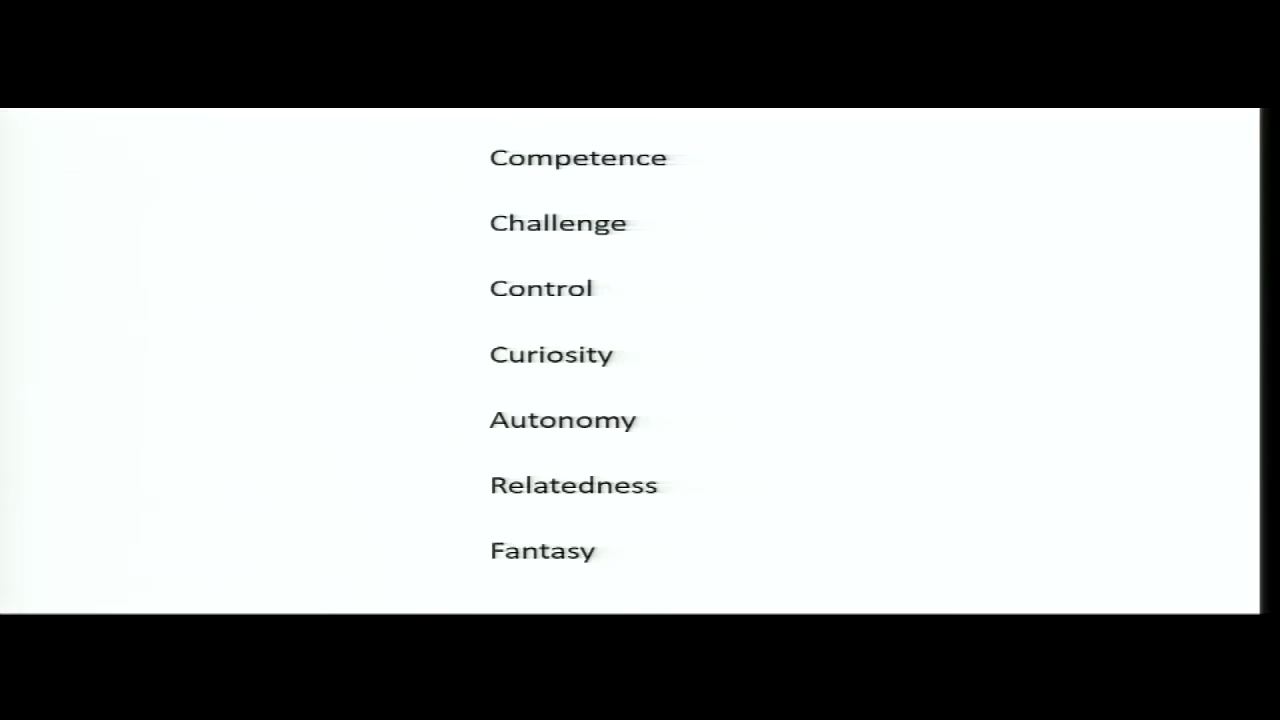 Competence
Challenge
Control
Curiosity
Autonomy
Relatedness
Fantasy